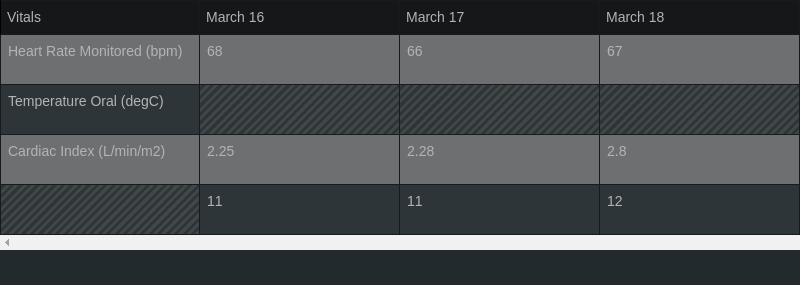 Vitals March 16 March 17 March 18
Heart Rate Monitored (bpm) 68 66 67
Temperature Oral (degC)
Cardiac Index (L/min/m2) 2.25 2.28 2.8
11 11 12